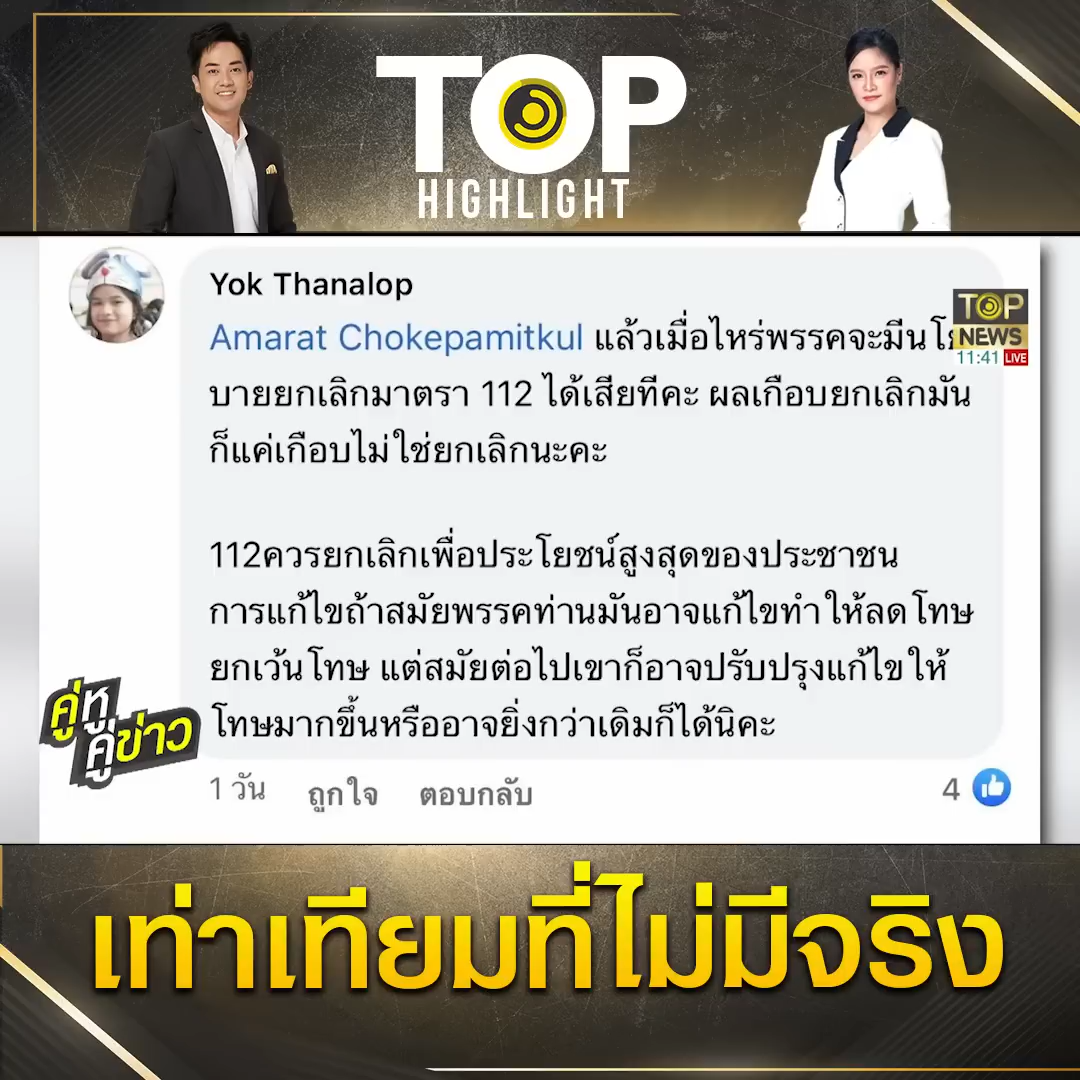 TOP
HIGHLIGHT
Yok Thanalop
Amarat Chokepamitkul แล้วเมื่อไหร่พรรคจะมีนโย
บายยกเลิกมาตรา 112 ได้เสียทีคะ ผลเกือบยกเลิกมัน
ก็แค่เกือบไม่ใช่ยกเลิกนะคะ
112ควรยกเลิกเพื่อประโยชน์สูงสุดของประชาชน
การแก้ไขถ้าสมัยพรรคท่านมันอาจแก้ไขทำให้ลดโทษ
ยกเว้นโทษ แต่สมัยต่อไปเขาก็อาจปรับปรุงแก้ไขให้
โทษมากขึ้นหรืออาจยิ่งกว่าเดิมก็ได้นิคะ
1 วัน ถูกใจ ตอบกลับ 4
TOP
NEWS
11:41 LIVE
คู่หู
คู่ข่าว
เท่าเทียมที่ไม่มีจริง